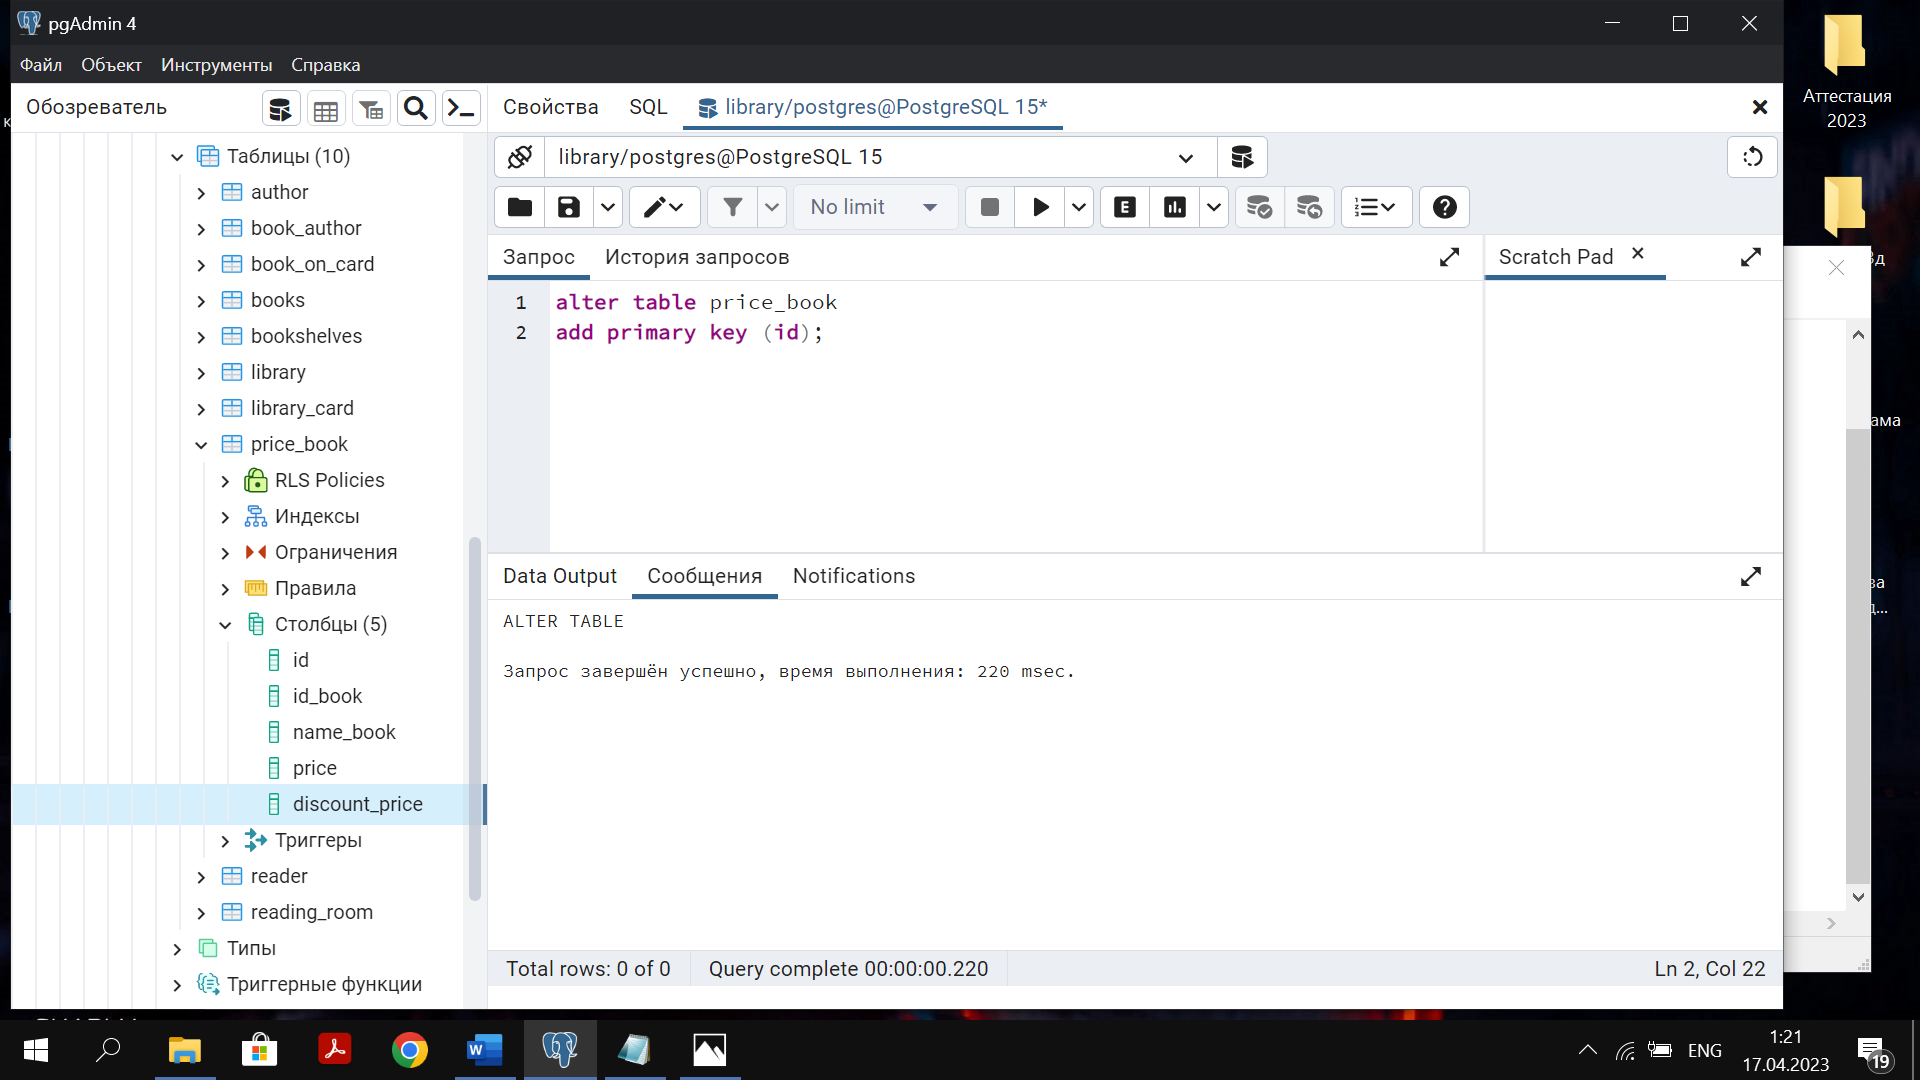 pgAdmin 4
Файл Объект Инструменты Справка
Обозреватель
Свойства SQL library/postgres@PostgreSQL 15*
library/postgres@PostgreSQL 15
No limit
Таблицы (10)
author
book_author
book_on_card
books
bookshelves
library
library_card
price_book
RLS Policies
Индексы
Ограничения
Правила
Столбцы (5)
id
id_book
name_book
price
discount_price
Триггеры
reader
reading_room
Типы
Триггерные функции
Запрос История запросов
Scratch Pad
1 alter table price_book
2 add primary key (id);
Data Output Сообщения Notifications
ALTER TABLE
Запрос завершён успешно, время выполнения: 220 msec.
Total rows: 0 of 0 Query complete 00:00:00.220 Ln 2, Col 22
Аттестация
2023
ENG
1:21
17.04.2023
19